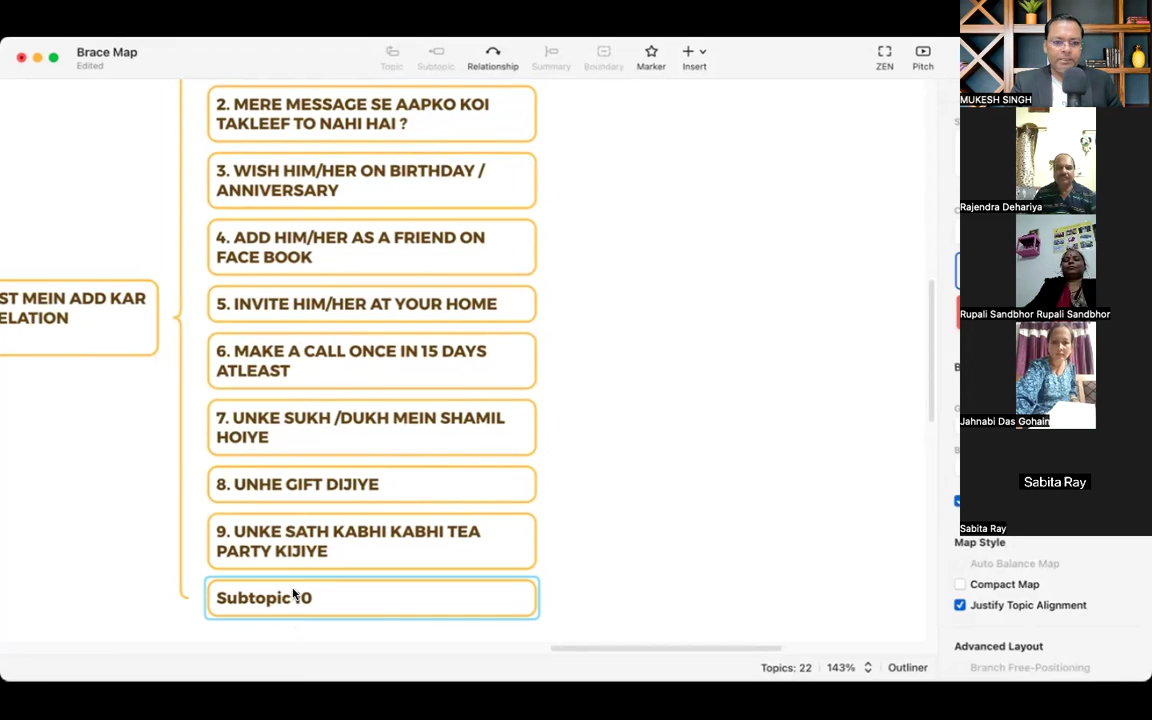 Brace Map
Edited
Topic
Subtopic
Relationship
Summary
Boundary
Marker
Insert
ZEN
Pitch
2. MERE MESSAGE SE AAPKO KOI
TAKLEEF TO NAHI HAI ?
3. WISH HIM/HER ON BIRTHDAY /
ANNIVERSARY
4. ADD HIM/HER AS A FRIEND ON
FACE BOOK
ST MEIN ADD KAR
ELATION
5. INVITE HIM/HER AT YOUR HOME
6. MAKE A CALL ONCE IN 15 DAYS
ATLEAST
7. UNKE SUKH /DUKH MEIN SHAMIL
HOIYE
8. UNHE GIFT DIJIYE
9. UNKE SATH KABHI KABHI TEA
PARTY KIJIYE
Subtopic 0
MUKESH SINGH
Rajendra Dehariya
Rupali Sandbhor Rupali Sandbhor
Jahnabi Das Gohain
Sabita Ray
Sabita Ray
Map Style
Auto Balance Map
Compact Map
Justify Topic Alignment
Advanced Layout
Branch Free-Positioning
Topics: 22
143%
Outliner